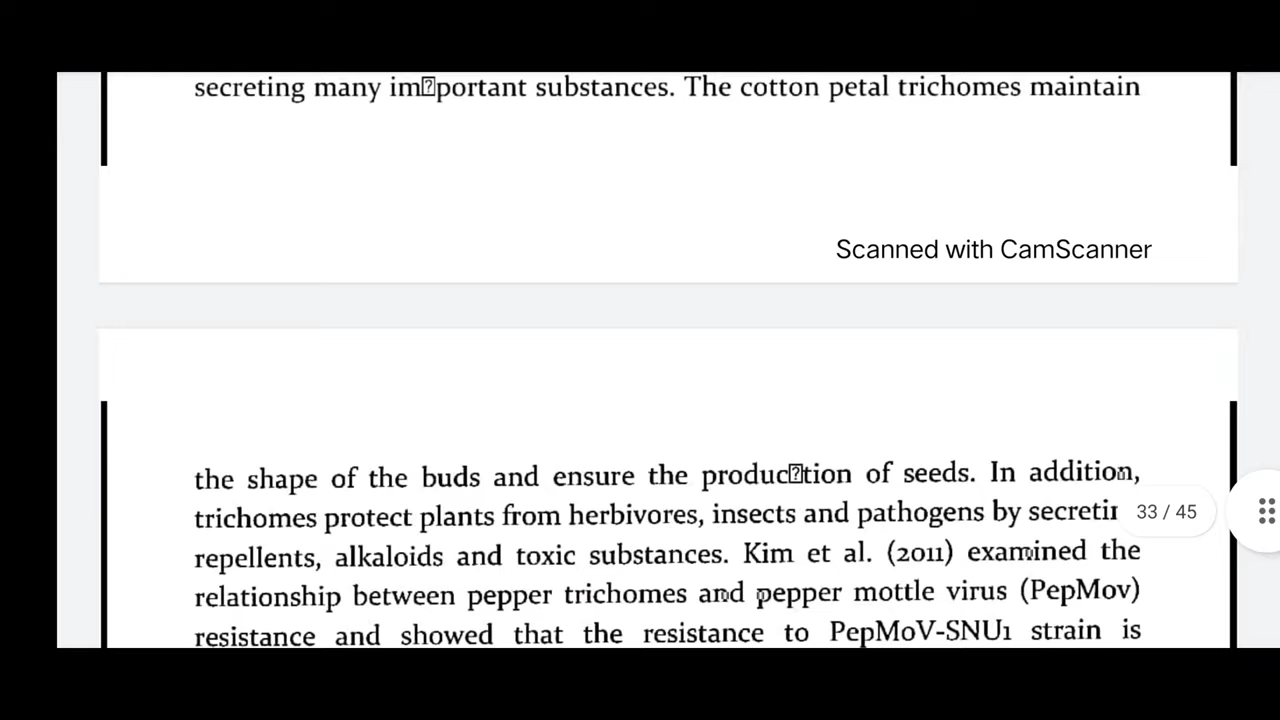 secreting many im�portant substances. The cotton petal trichomes maintain
Scanned with CamScanner
the shape of the buds and ensure the produc�tion of seeds. In addition,
trichomes protect plants from herbivores, insects and pathogens by secretin
33 / 45
repellents, alkaloids and toxic substances. Kim et al. (2011) examined the
relationship between pepper trichomes and pepper mottle virus (PepMov)
resistance and showed that the resistance to PepMoV-SNU1 strain is